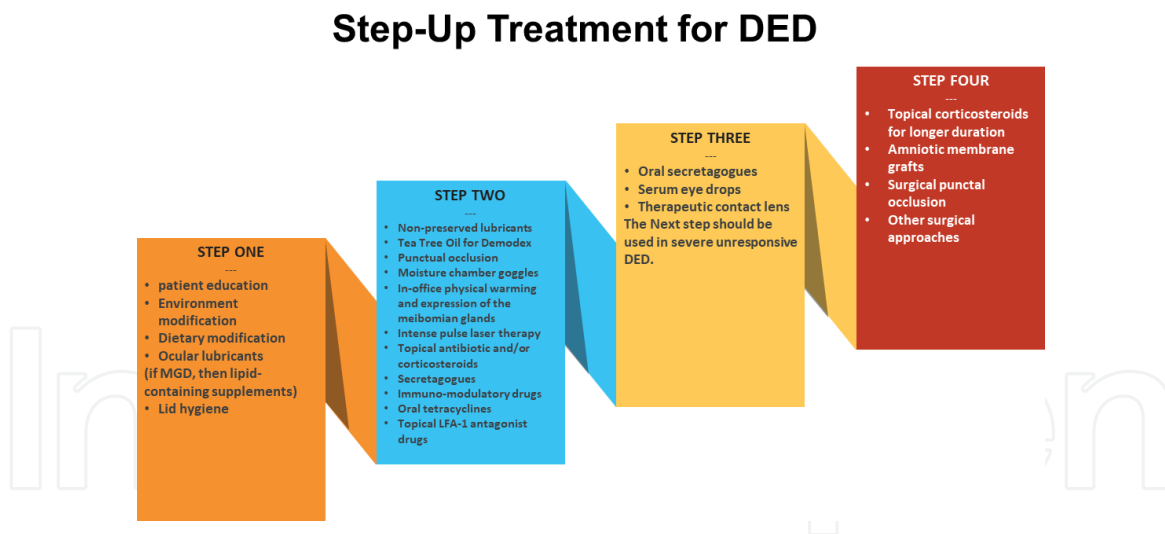 Step-Up Treatment for DED
STEP ONE
---
• patient education
• Environment
modification
• Dietary modification
• Ocular lubricants
(if MGD, then lipid-
containing supplements)
• Lid hygiene
STEP TWO
---
• Non-preserved lubricants
• Tea Tree Oil for Demodex
• Punctual occlusion
• Moisture chamber goggles
• In-office physical warming
and expression of the
meibomian glands
• Intense pulse laser therapy
• Topical antibiotic and/or
corticosteroids
• Secretagogues
• Immuno-modulatory drugs
• Oral tetracyclines
• Topical LFA-1 antagonist
drugs
STEP THREE
---
• Oral secretagogues
• Serum eye drops
• Therapeutic contact lens
The Next step should be
used in severe unresponsive
DED.
STEP FOUR
---
• Topical corticosteroids
for longer duration
• Amniotic membrane
grafts
• Surgical punctal
occlusion
• Other surgical
approaches